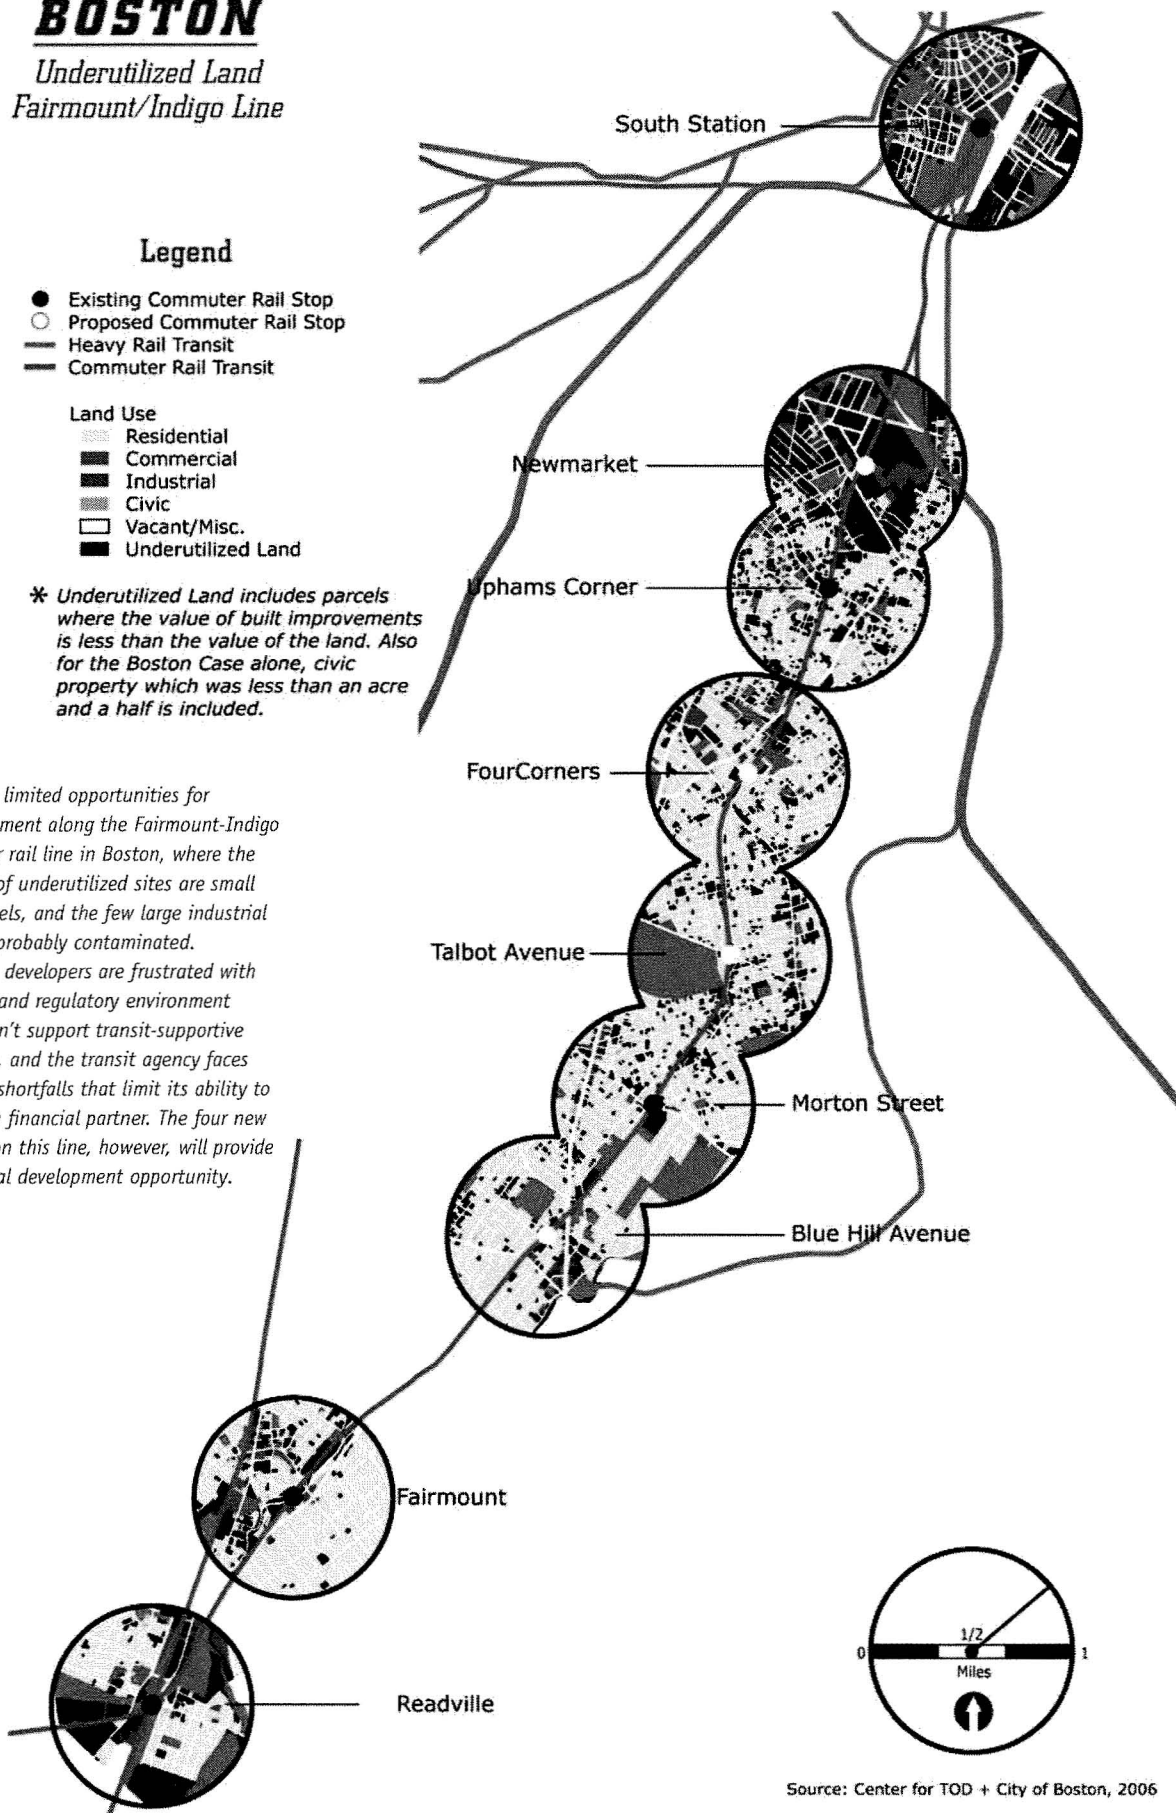 BOSTON
Underutilized Land
Fairmount/Indigo Line
South Station
Legend
Existing Commuter Rail Stop
Proposed Commuter Rail Stop
Heavy Rail Transit
Commuter Rail Transit
Land Use
Residential
Commercial
Industrial
Civic
Vacant/Misc.
Underutilized Land
* Underutilized Land includes parcels
where the value of built improvements
is less than the value of the land. Also
for the Boston Case alone, civic
property which was less than an acre
and a half is included.
Newmarket
Uphams Corner
FourCorners
Talbot Avenue
Morton Street
Blue Hill Avenue
limited opportunities for
ment along the Fairmount-Indigo
r rail line in Boston, where the
of underutilized sites are small
els, and the few large industrial
probably contaminated.
developers are frustrated with
and regulatory environment
n't support transit-supportive
, and the transit agency faces
shortfalls that limit its ability to
financial partner. The four new
on this line, however, will provide
al development opportunity.
Fairmount
Readville
0 1/2 1
Miles
Source: Center for TOD + City of Boston, 2006